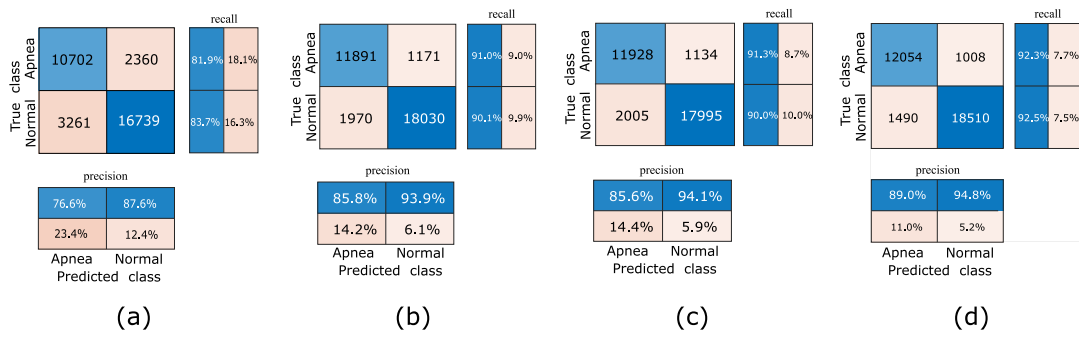 recall
True class
Apnea
Normal
10702 2360
3261 16739
81.9% 18.1%
83.7% 16.3%
precision
76.6% 87.6%
23.4% 12.4%
Apnea Normal
Predicted class
(a)
recall
True class
Apnea
Normal
11891 1171
1970 18030
91.0% 9.0%
90.1% 9.9%
precision
85.8% 93.9%
14.2% 6.1%
Apnea Normal
Predicted class
(b)
recall
True class
Apnea
Normal
11928 1134
2005 17995
91.3% 8.7%
90.0% 10.0%
precision
85.6% 94.1%
14.4% 5.9%
Apnea Normal
Predicted class
(c)
recall
True class
Apnea
Normal
12054 1008
1490 18510
92.3% 7.7%
92.5% 7.5%
precision
89.0% 94.8%
11.0% 5.2%
Apnea Normal
Predicted class
(d)